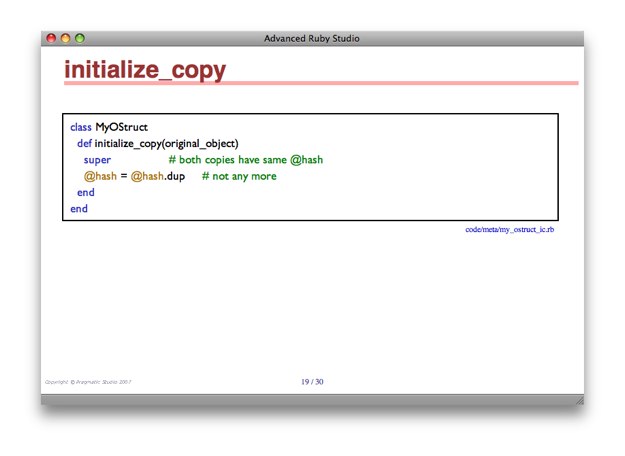 Advanced Ruby Studio
initialize_copy
class MyOStruct
def initialize_copy(original_object)
super # both copies have same @hash
@hash = @hash.dup # not any more
end
end
code/meta/my_ostruct_ic.rb
Copyright © Pragmatic Studio 2007
19 / 30